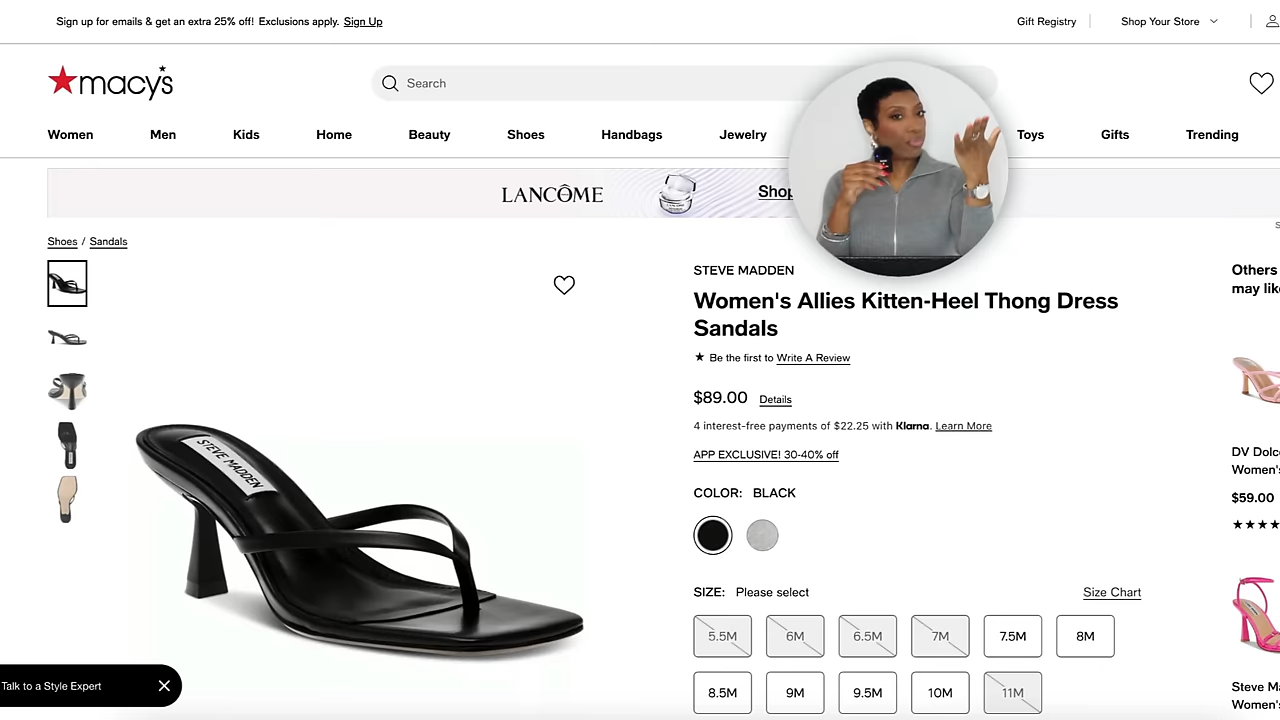 Sign up for emails & get an extra 25% off! Exclusions apply. Sign Up
Gift Registry
Shop Your Store
macy's
Search
Women
Men
Kids
Home
Beauty
Shoes
Handbags
Jewelry
Toys
Gifts
Trending
LANCÔME
Shop
Shoes / Sandals
STEVE MADDEN
Women's Allies Kitten-Heel Thong Dress
Sandals
Be the first to Write A Review
$89.00 Details
4 interest-free payments of $22.25 with Klarna. Learn More
APP EXCLUSIVE! 30-40% off
COLOR: BLACK
SIZE: Please select
Size Chart
5.5M
6M
6.5M
7M
7.5M
8M
8.5M
9M
9.5M
10M
11M
STEVE MADDEN
Others
may lik
DV Dolc
Women's
$59.00
Steve Ma
Women's
Talk to a Style Expert